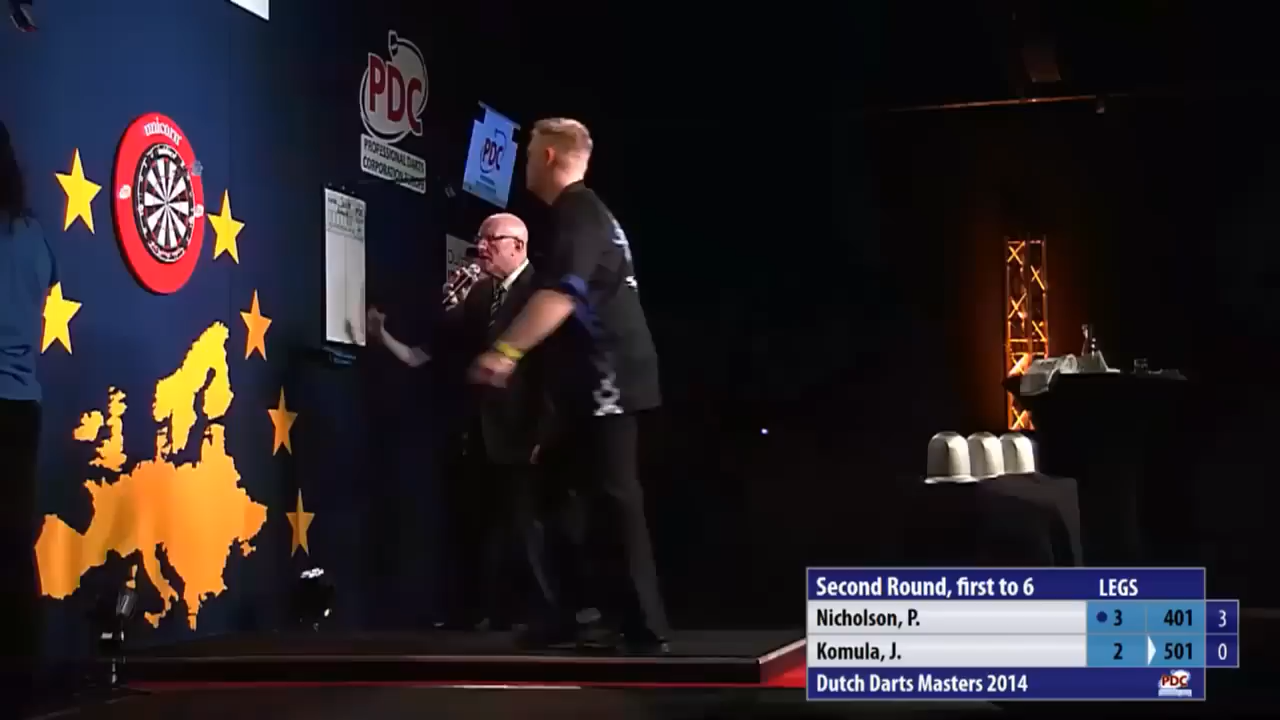 unicorn
PDC
PROFESSIONAL DARTS
CORPORATION EUROPE
PDC
Second Round, first to 6 LEGS
Nicholson, P. 3 401 3
Komula, J. 2 501 0
Dutch Darts Masters 2014
PDC